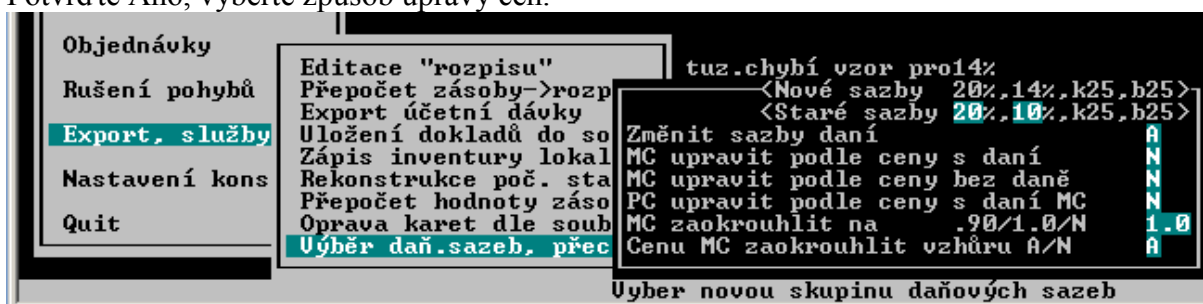 Potvrďte Ano, vyberte způsob úpravy cen.
Objednávky
Rušení pohybů
Export, služby
Nastavení kons
Quit
Editace "rozpisu"
Přepočet zásoby->rozp
Export účetní dávky
Uložení dokladů do so
Zápis inventury lokal
Rekonstrukce poč. sta
Přepočet hodnoty záso
Oprava karet dle soub
Výběr daň.sazeb, přec
tuz.chybí vzor pro14%
<Nové sazby 20%,14%,k25,b25>
<Staré sazby 20%,10%,k25,b25>
Změnit sazby daní A
MC upravit podle ceny s daní N
MC upravit podle ceny bez daně N
PC upravit podle ceny s daní MC N
MC zaokrouhlit na .90/1.0/N 1.0
Cenu MC zaokrouhlit vzhůru A/N A
Vyber novou skupinu daňových sazeb